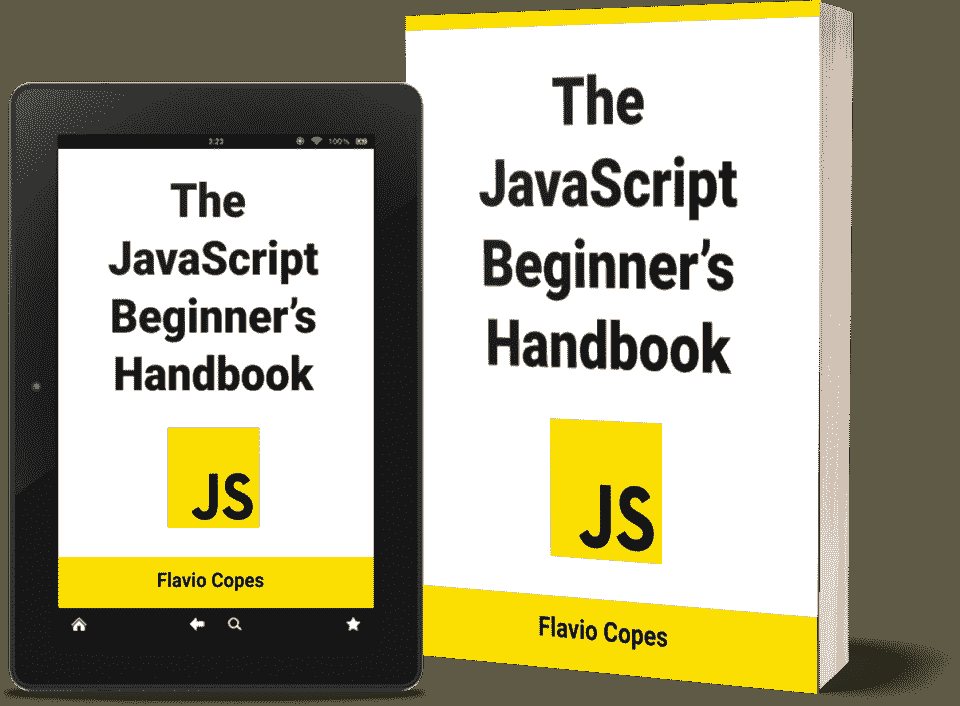 3:23
100%
The
JavaScript
Beginner's
Handbook
JS
Flavio Copes
The
JavaScript
Beginner’s
Handbook
JS
Flavio Copes